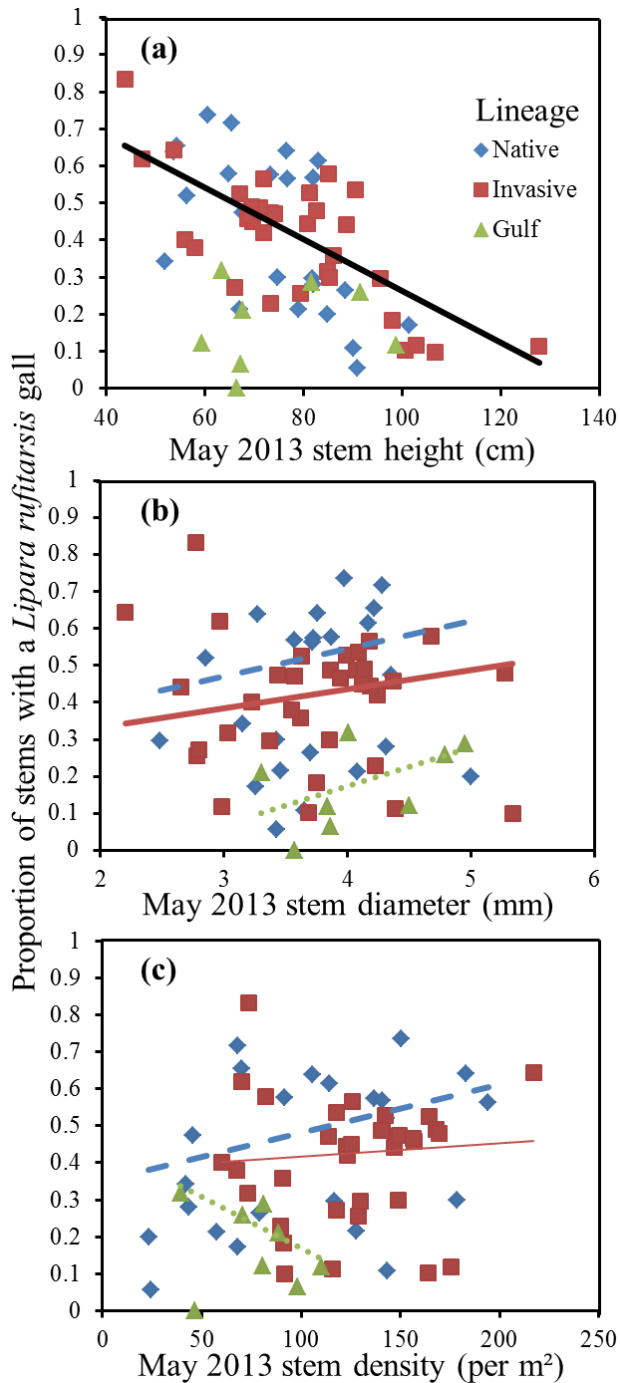 Proportion of stems with a Lipara rufitarsis gall
1
0.9
0.8
0.7
0.6
0.5
0.4
0.3
0.2
0.1
0
(a)
Lineage
Native
Invasive
Gulf
40 60 80 100 120 140
May 2013 stem height (cm)
1
0.9
0.8
0.7
0.6
0.5
0.4
0.3
0.2
0.1
0
(b)
2 3 4 5 6
May 2013 stem diameter (mm)
1
0.9
0.8
0.7
0.6
0.5
0.4
0.3
0.2
0.1
0
(c)
0 50 100 150 200 250
May 2013 stem density (per m²)